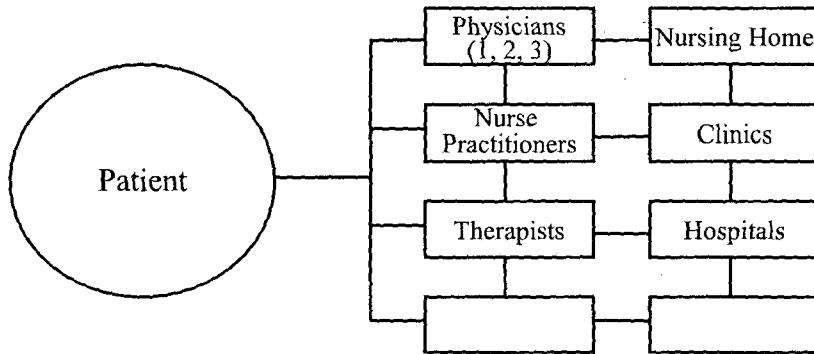 Patient
Physicians
(1, 2, 3)
Nursing Home
Nurse
Practitioners
Clinics
Therapists
Hospitals